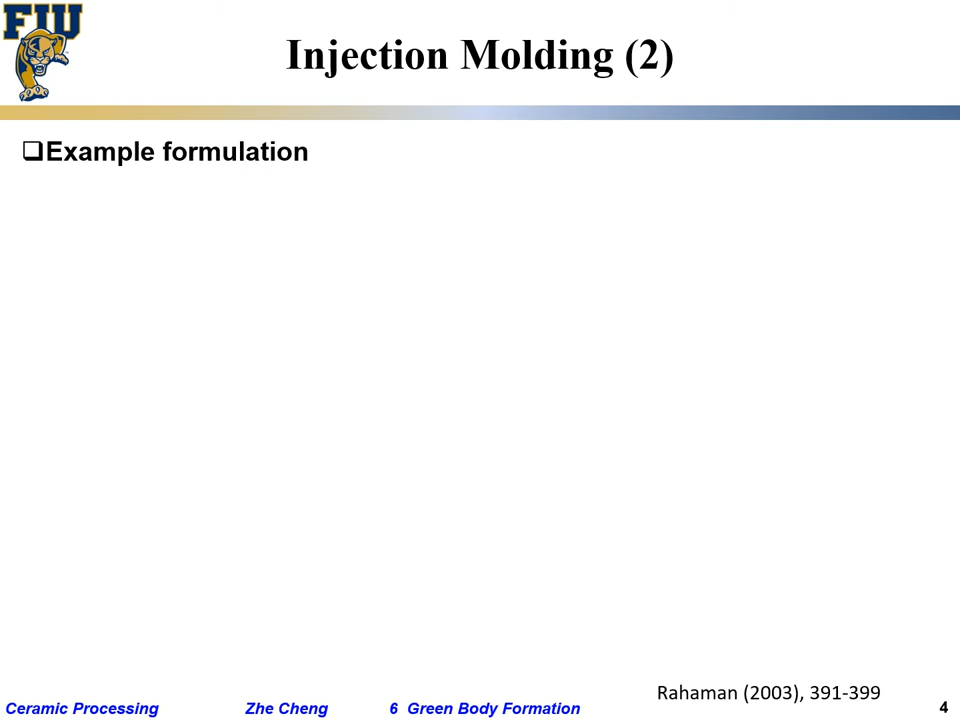 FIU
Injection Molding (2)
Example formulation
Rahaman (2003), 391-399
Ceramic Processing Zhe Cheng 6 Green Body Formation 4